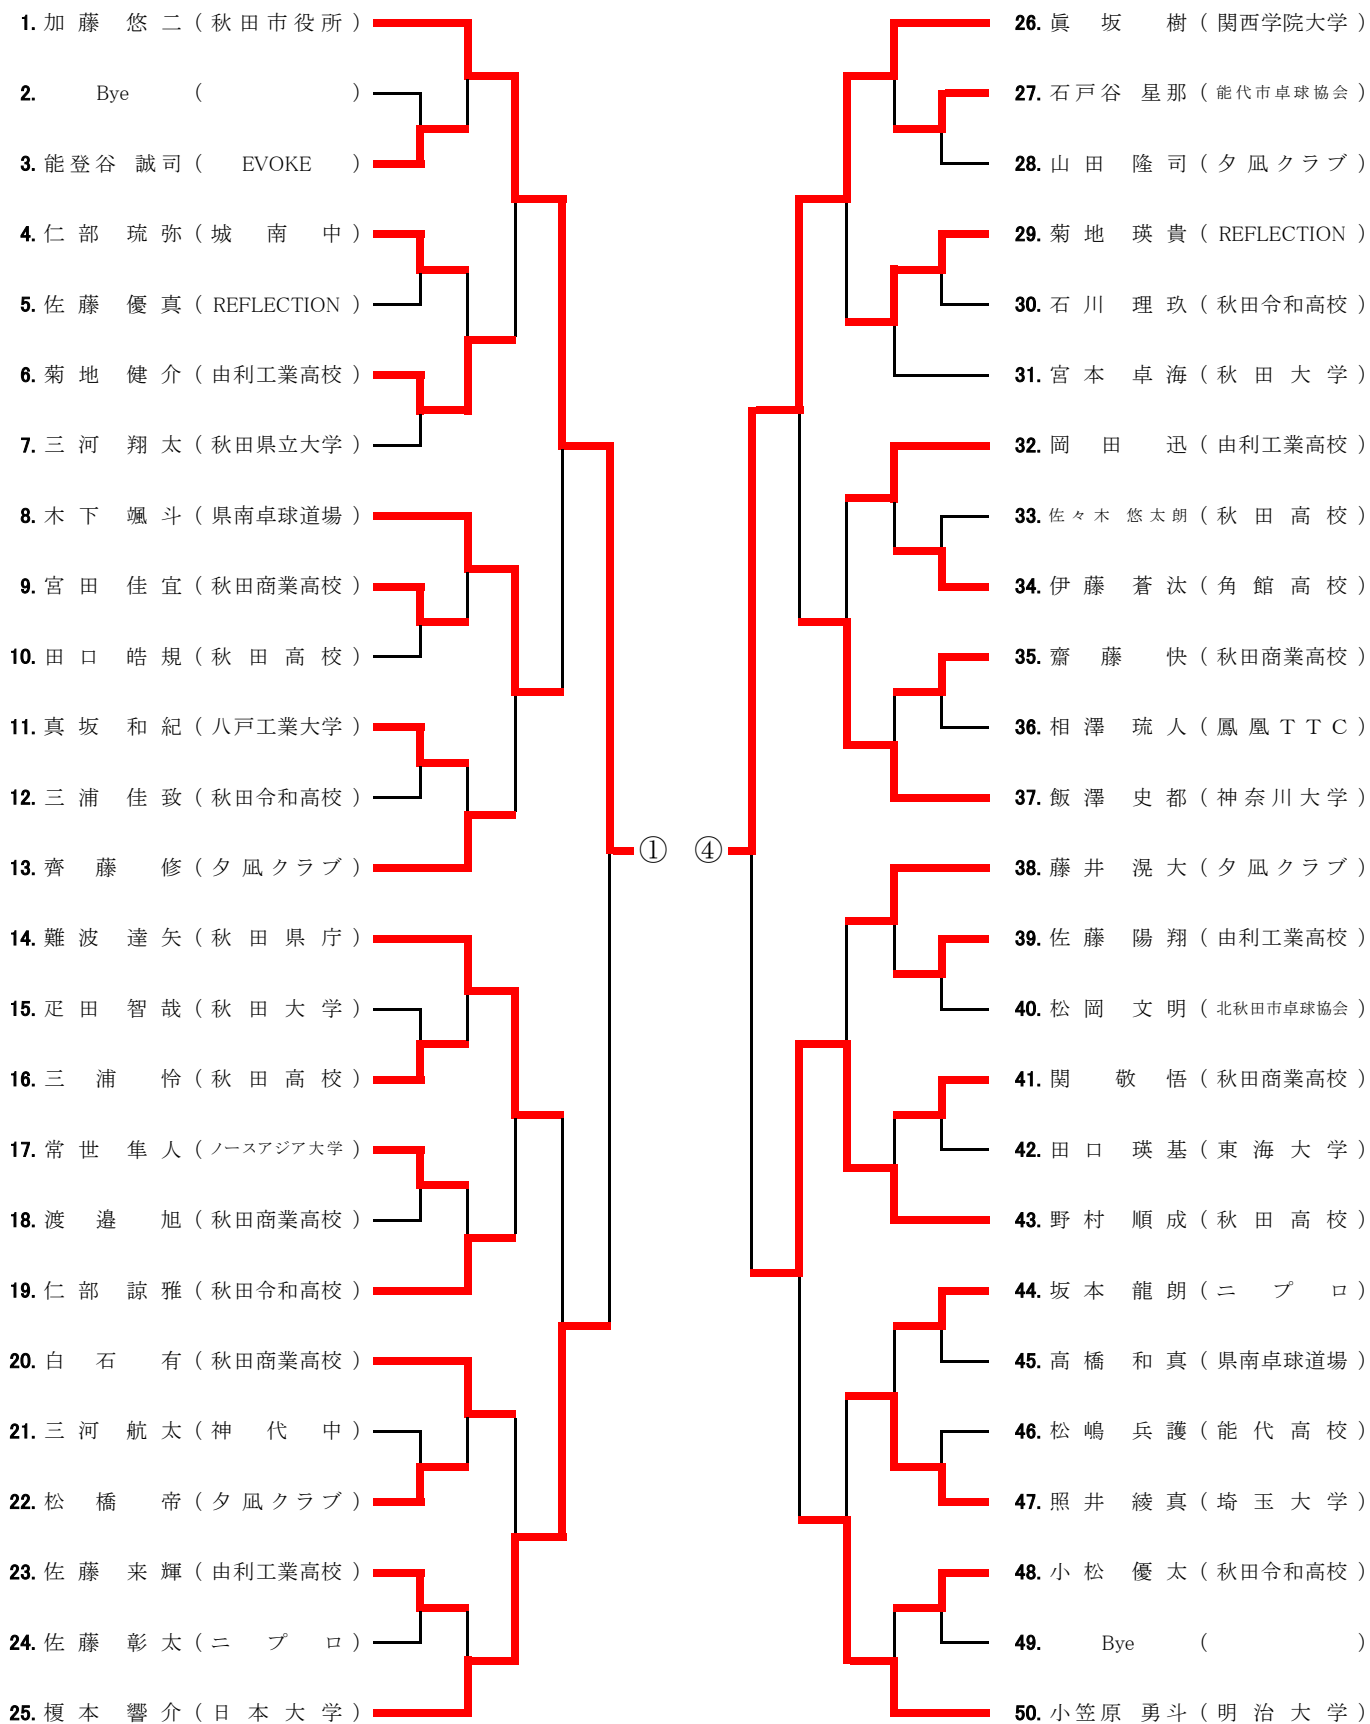 1. 加藤 悠二 (秋田市役所)
2. Bye ( )
3. 能登谷 誠司 (EVOKE)
4. 仁部 琉弥 (城南中)
5. 佐藤 優真 (REFLECTION)
6. 菊地 健介 (由利工業高校)
7. 三河 翔太 (秋田県立大学)
8. 木下 颯斗 (県南卓球道場)
9. 宮田 佳宜 (秋田商業高校)
10. 田口 皓規 (秋田高校)
11. 真坂 和紀 (八戸工業大学)
12. 三浦 佳致 (秋田令和高校)
13. 齊藤 修 (夕凪クラブ)
14. 難波 達矢 (秋田県庁)
15. 疋田 智哉 (秋田大学)
16. 三浦 怜 (秋田高校)
17. 常世 隼人 (ノースアジア大学)
18. 渡邉 旭 (秋田商業高校)
19. 仁部 諒雅 (秋田令和高校)
20. 白石 有 (秋田商業高校)
21. 三河 航太 (神代中)
22. 松橋 帝 (夕凪クラブ)
23. 佐藤 来輝 (由利工業高校)
24. 佐藤 彰太 (ニプロ)
25. 榎本 響介 (日本大学)
① ④
26. 眞坂 樹 (関西学院大学)
27. 石戸谷 星那 (能代市卓球協会)
28. 山田 隆司 (夕凪クラブ)
29. 菊地 瑛貴 (REFLECTION)
30. 石川 理玖 (秋田令和高校)
31. 宮本 卓海 (秋田大学)
32. 岡田 迅 (由利工業高校)
33. 佐々木 悠太朗 (秋田高校)
34. 伊藤 蒼汰 (角館高校)
35. 齋藤 快 (秋田商業高校)
36. 相澤 琉人 (鳳凰TTC)
37. 飯澤 史都 (神奈川大学)
38. 藤井 滉大 (夕凪クラブ)
39. 佐藤 陽翔 (由利工業高校)
40. 松岡 文明 (北秋田市卓球協会)
41. 関 敬悟 (秋田商業高校)
42. 田口 瑛基 (東海大学)
43. 野村 順成 (秋田高校)
44. 坂本 龍朗 (ニプロ)
45. 高橋 和真 (県南卓球道場)
46. 松嶋 兵護 (能代高校)
47. 照井 綾真 (埼玉大学)
48. 小松 優太 (秋田令和高校)
49. Bye ( )
50. 小笠原 勇斗 (明治大学)